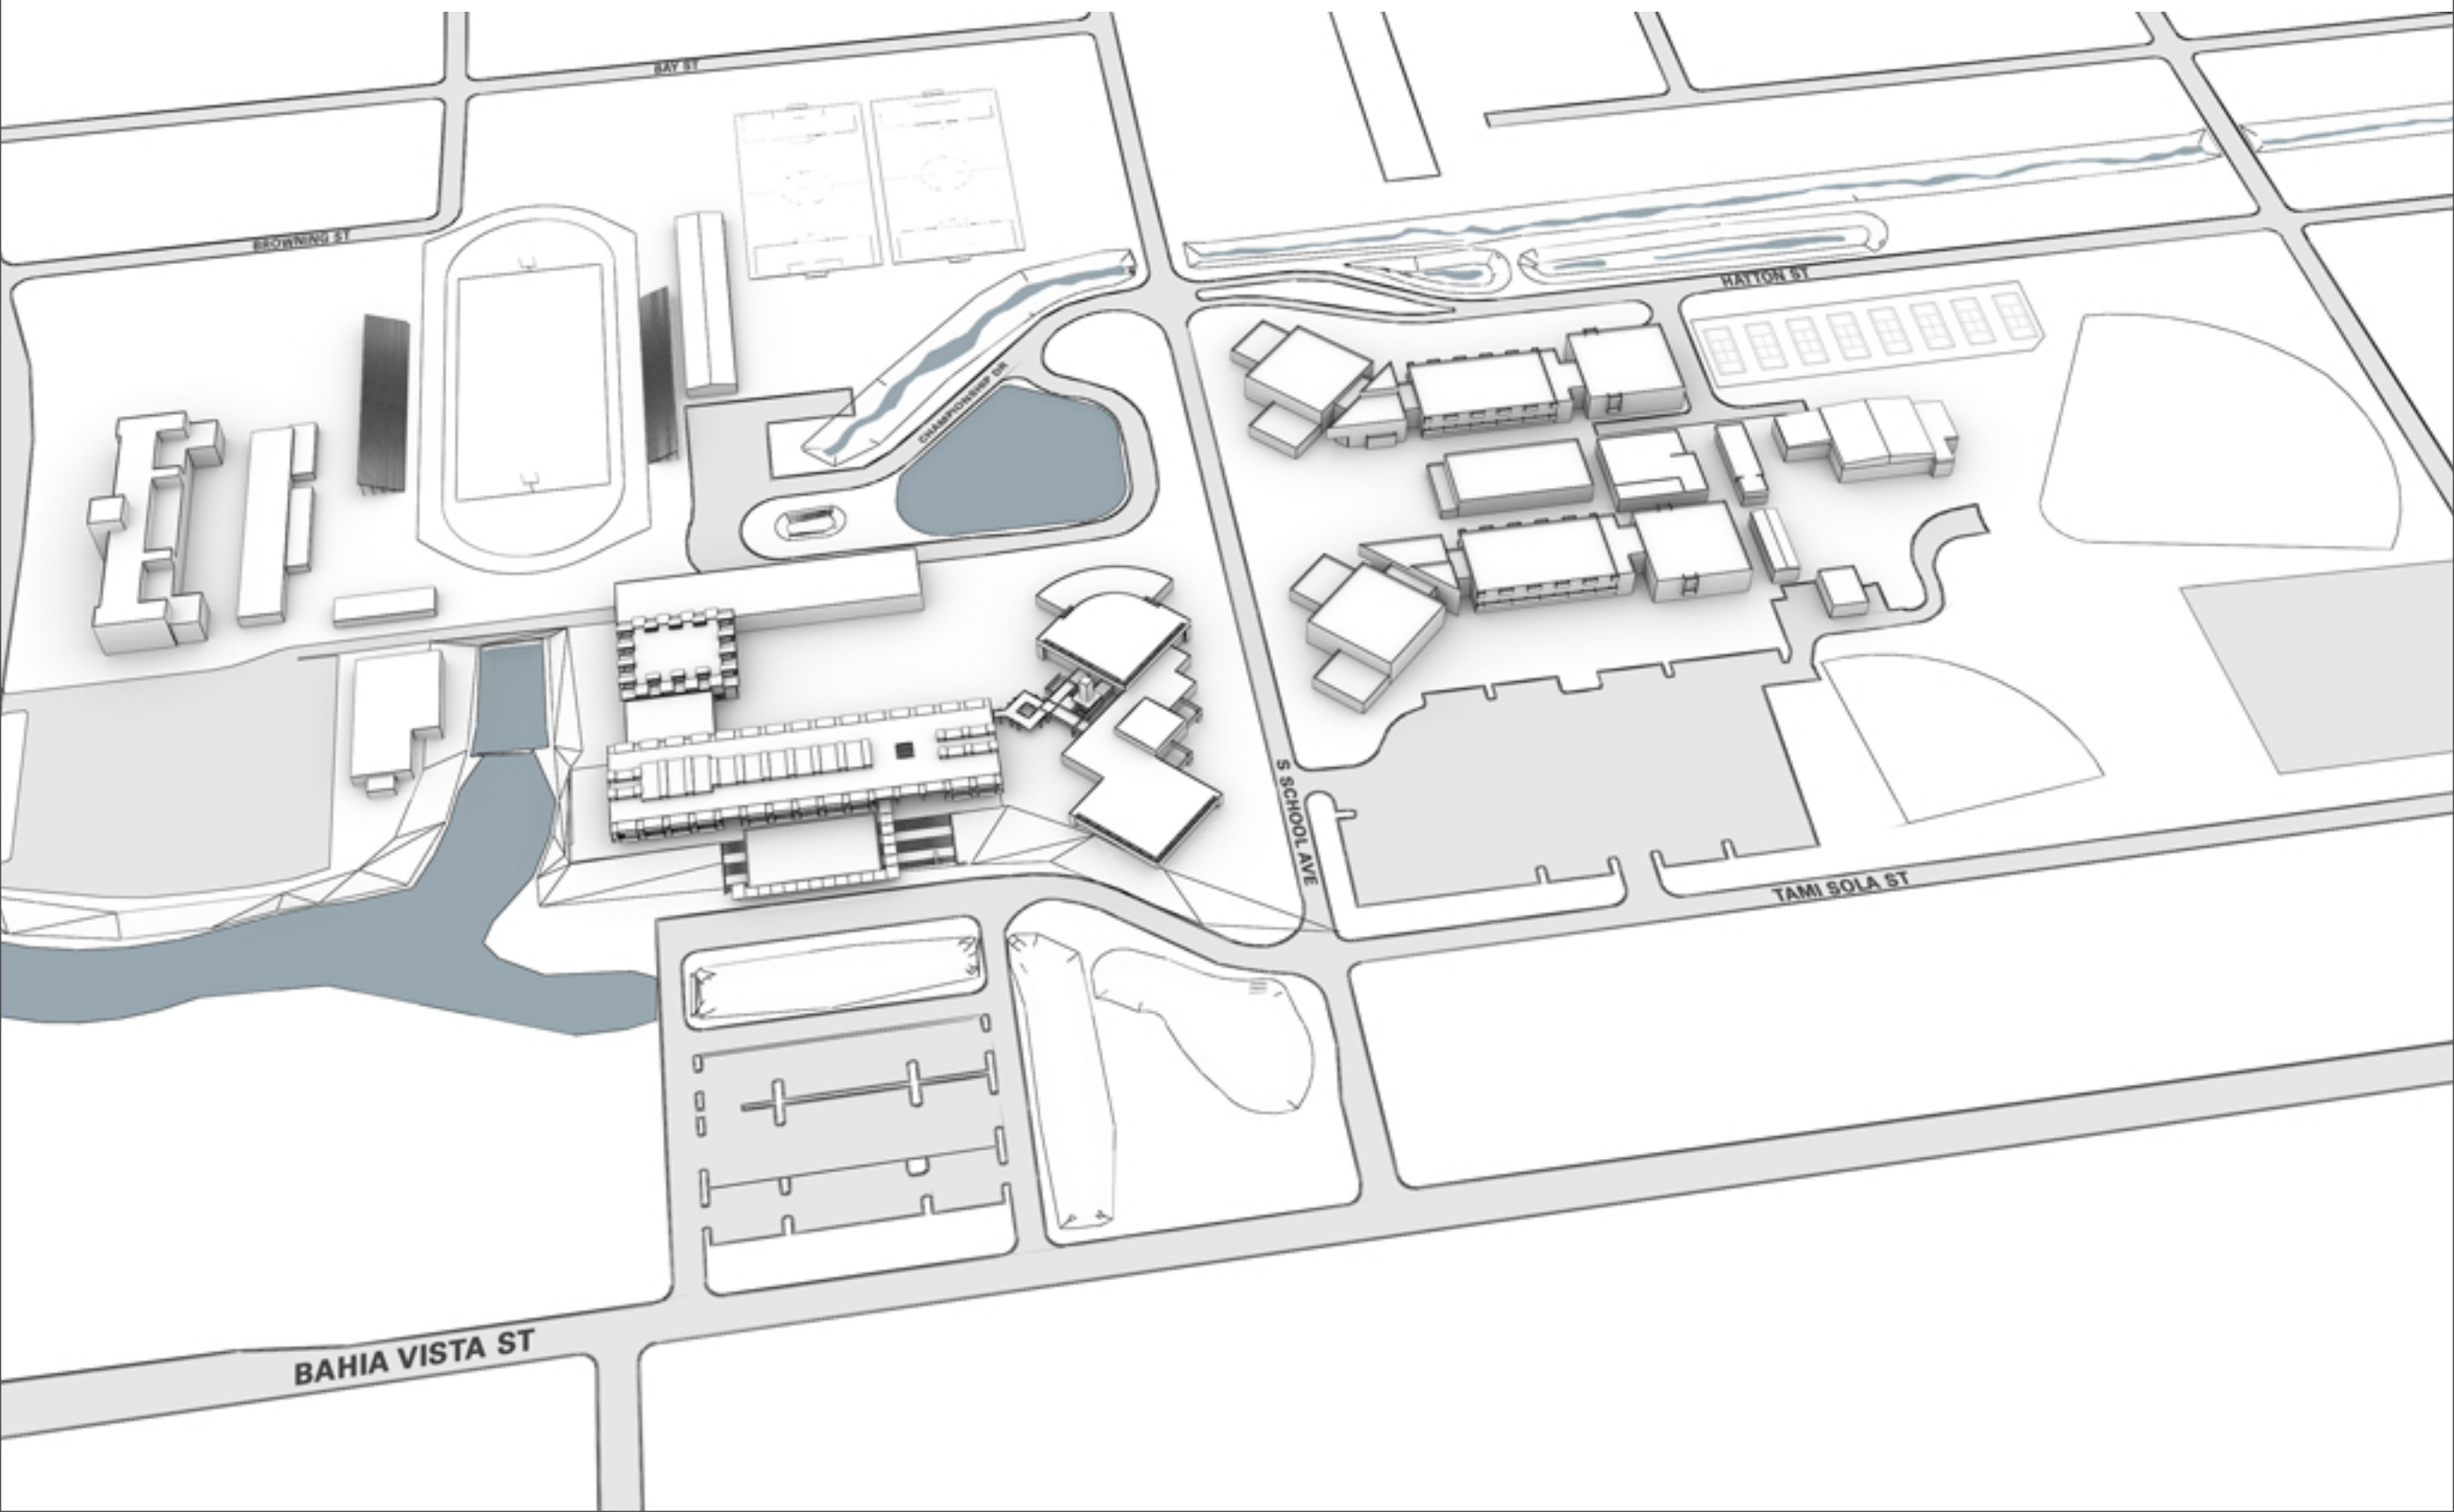 BAY ST
BROWNING ST
HATTON ST
CHAMPIONSHIP DR
S SCHOOL AVE
TAMI SOLA ST
BAHIA VISTA ST